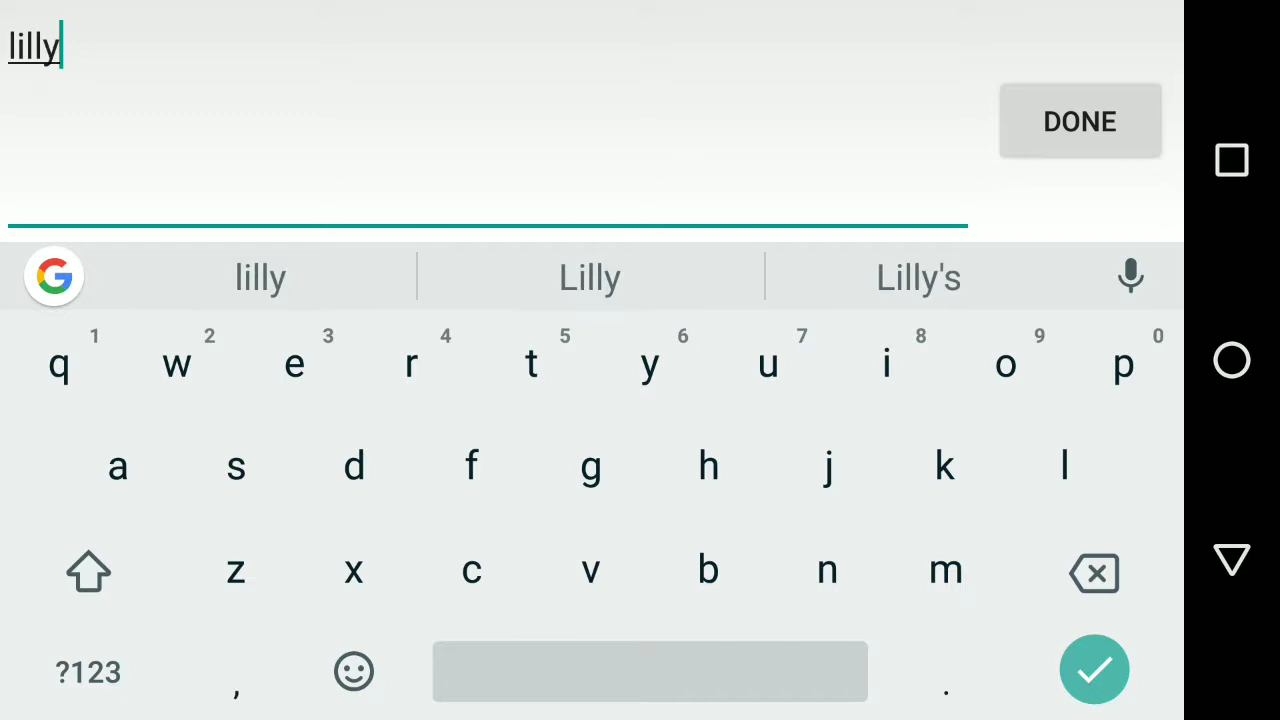 lilly
DONE
lilly Lilly Lilly's
1 2 3 4 5 6 7 8 9 0
q w e r t y u i o p
a s d f g h j k l
z x c v b n m
?123 , .